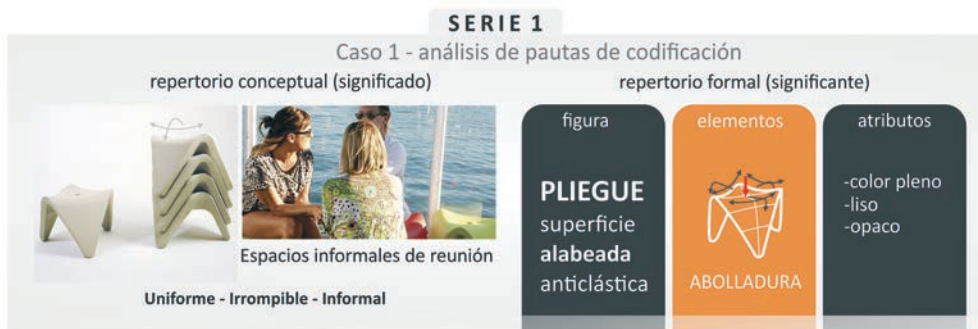 SERIE 1
Caso 1 - análisis de pautas de codificación
repertorio conceptual (significado)
Espacios informales de reunión
Uniforme - Irrompible - Informal
repertorio formal (significante)
figura
PLIEGUE
superficie
alabeada
anticlástica
elementos
ABOLLADURA
atributos
-color pleno
-liso
-opaco